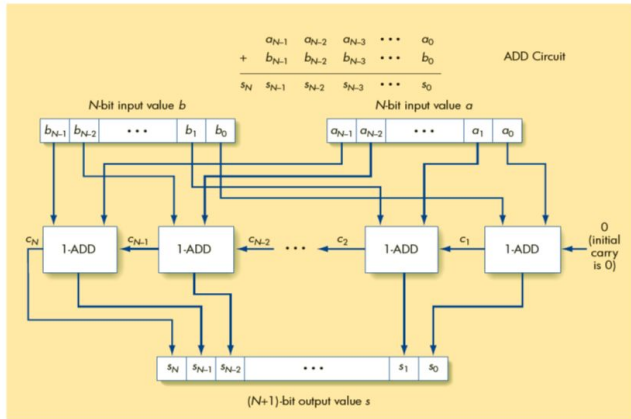 aN–1 aN–2 aN–3 ••• a0
+ bN–1 bN–2 bN–3 ••• b0
ADD Circuit
sN sN–1 sN–2 sN–3 ••• s0
N-bit input value b
N-bit input value a
bN–1 bN–2 ••• b1 b0
aN–1 aN–2 ••• a1 a0
cN 1-ADD cN–1 1-ADD cN–2 ••• c2 1-ADD c1 1-ADD
0
(initial
carry
is 0)
sN sN–1 sN–2 ••• s1 s0
(N+1)-bit output value s